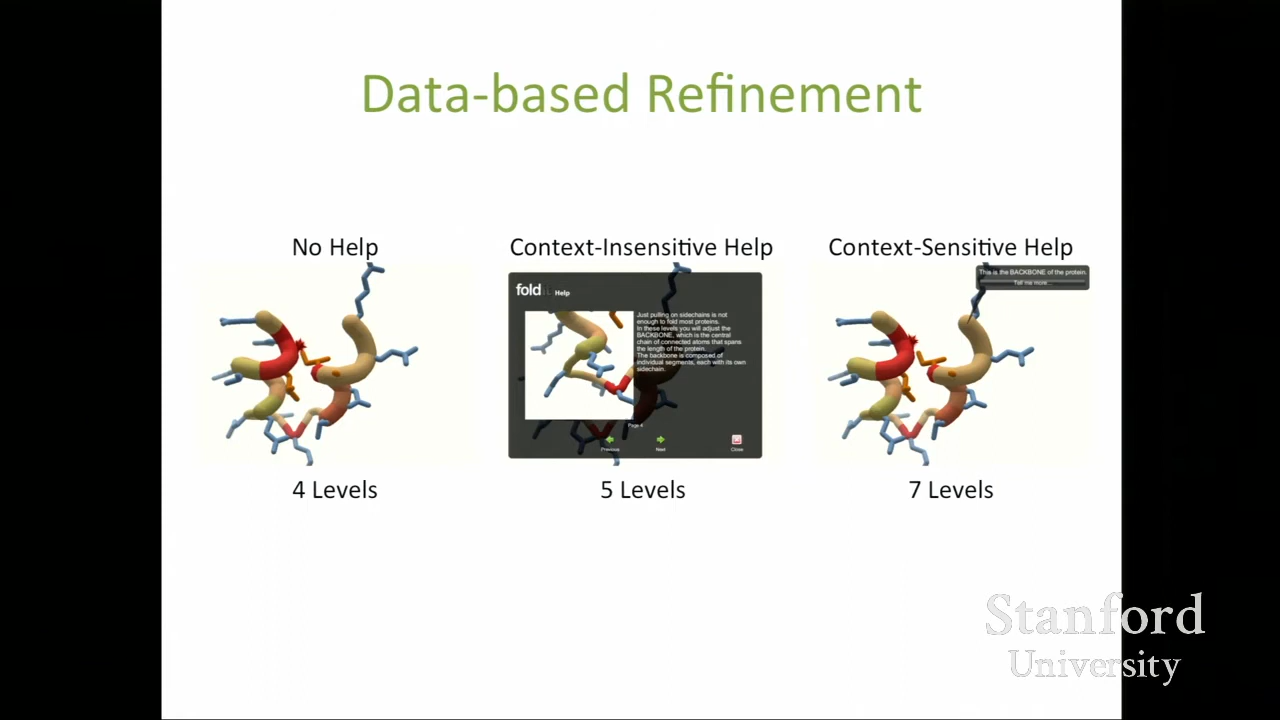 Data-based Refinement
No Help
Context-Insensitive Help
Context-Sensitive Help
foldit Help
Just pulling on sidechains is not
enough to fold most proteins.
In these levels you will adjust the
BACKBONE, which is the central
chain of connected atoms that spans
the length of the protein.
The backbone is composed of
individual segments, each with its own
sidechain.
Page 4
Previous
Next
Close
This is the BACKBONE of the protein.
Tell me more...
4 Levels
5 Levels
7 Levels
Stanford
University